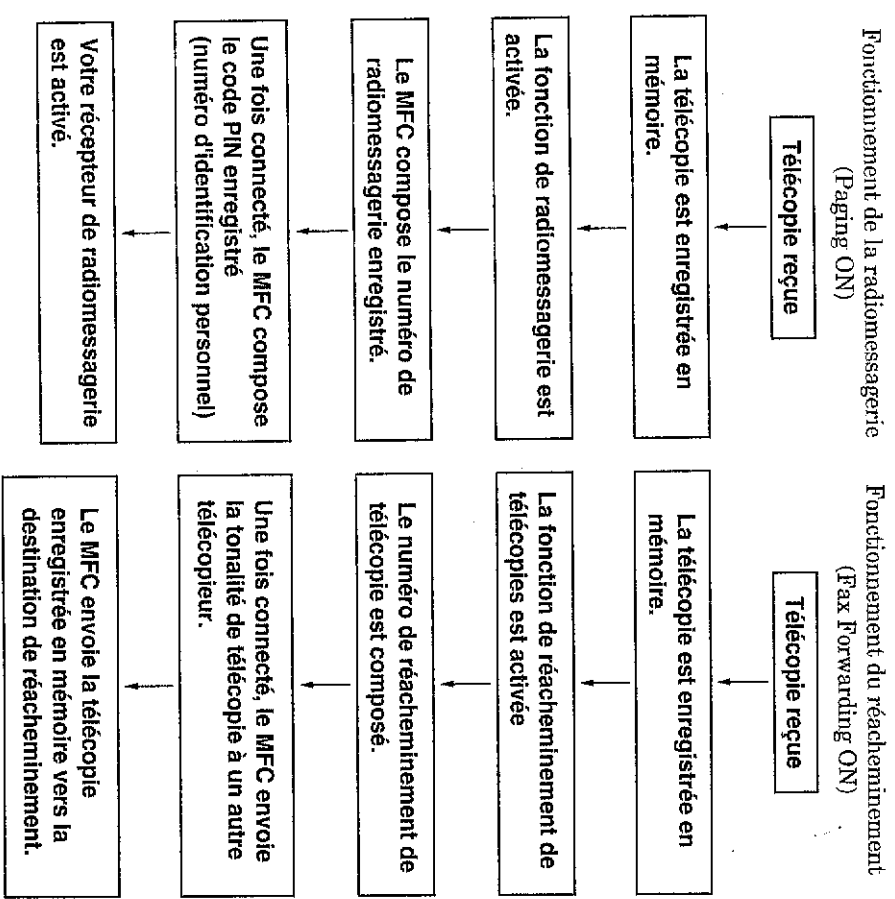 Fonctionnement de la radiomessagerie
(Paging ON)
Télécopie reçue
La télécopie est enregistrée en
mémoire.
La fonction de radiomessagerie est
activée.
Le MFC compose le numéro de
radiomessagerie enregistré.
Une fois connecté, le MFC compose
le code PIN enregistré
(numéro d'identification personnel)
Votre récepteur de radiomessagerie
est activé.
Fonctionnement du réacheminement
(Fax Forwarding ON)
Télécopie reçue
La télécopie est enregistrée en
mémoire.
La fonction de réacheminement de
télécopies est activée
Le numéro de réacheminement de
télécopie est composé.
Une fois connecté, le MFC envoie
la tonalité de télécopie à un autre
télécopieur.
Le MFC envoie la télécopie
enregistrée en mémoire vers la
destination de réacheminement.